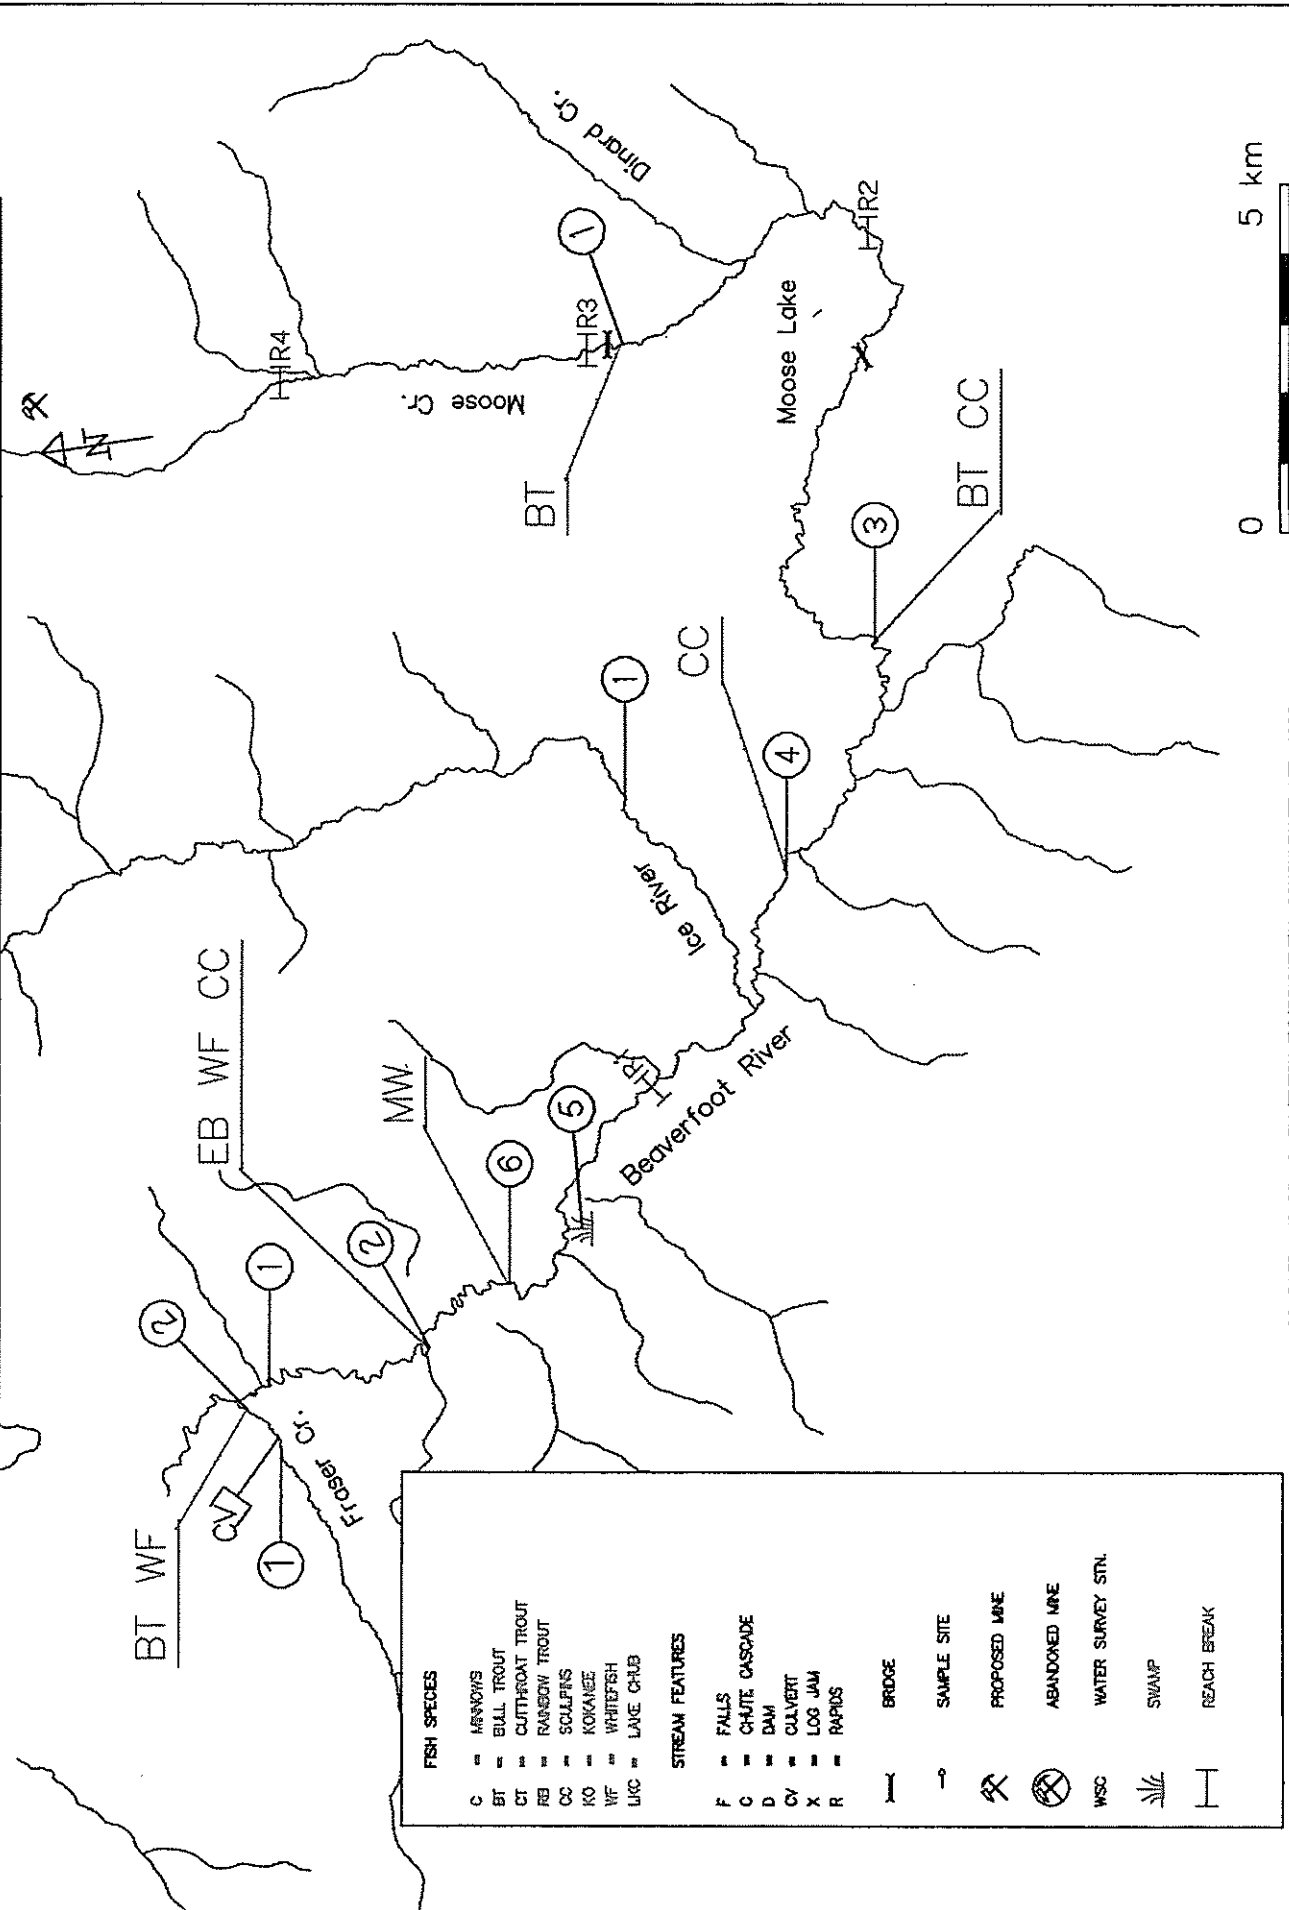 Dinard Cr.
1
HR2
HR3
HR4
Moose Cr.
N
Moose Lake
BT
BT CC
3
CC
4
1
Ice River
5 km
0
EB WF CC
MW
5
6
Beaverfoot River
2
1
2
Fraser Cr.
CV
1
BT WF
FISH SPECIES
C = MINNOWS
BT = BULL TROUT
CT = CUTTHROAT TROUT
RB = RAINBOW TROUT
CC = SCULPINS
KO = KOKANEE
WF = WHITEFISH
LKC = LAKE CHUB
STREAM FEATURES
F = FALLS
C = CHUTE CASCADE
D = DAM
CV = CULVERT
X = LOG JAM
R = RAPIDS
BRIDGE
SAMPLE SITE
PROPOSED MINE
ABANDONED MINE
WSC WATER SURVEY STN.
SWAMP
REACH BREAK